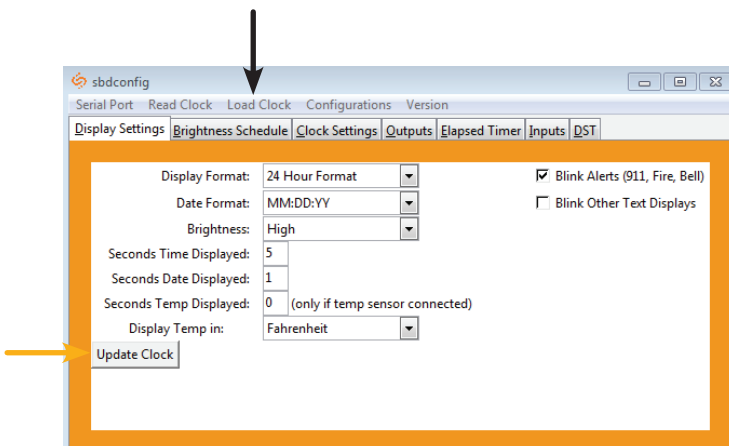 sbdconfig
Serial Port Read Clock Load Clock Configurations Version
Display Settings Brightness Schedule Clock Settings Outputs Elapsed Timer Inputs DST
Display Format: 24 Hour Format Blink Alerts (911, Fire, Bell)
Date Format: MM:DD:YY Blink Other Text Displays
Brightness: High
Seconds Time Displayed: 5
Seconds Date Displayed: 1
Seconds Temp Displayed: 0 (only if temp sensor connected)
Display Temp in: Fahrenheit
Update Clock